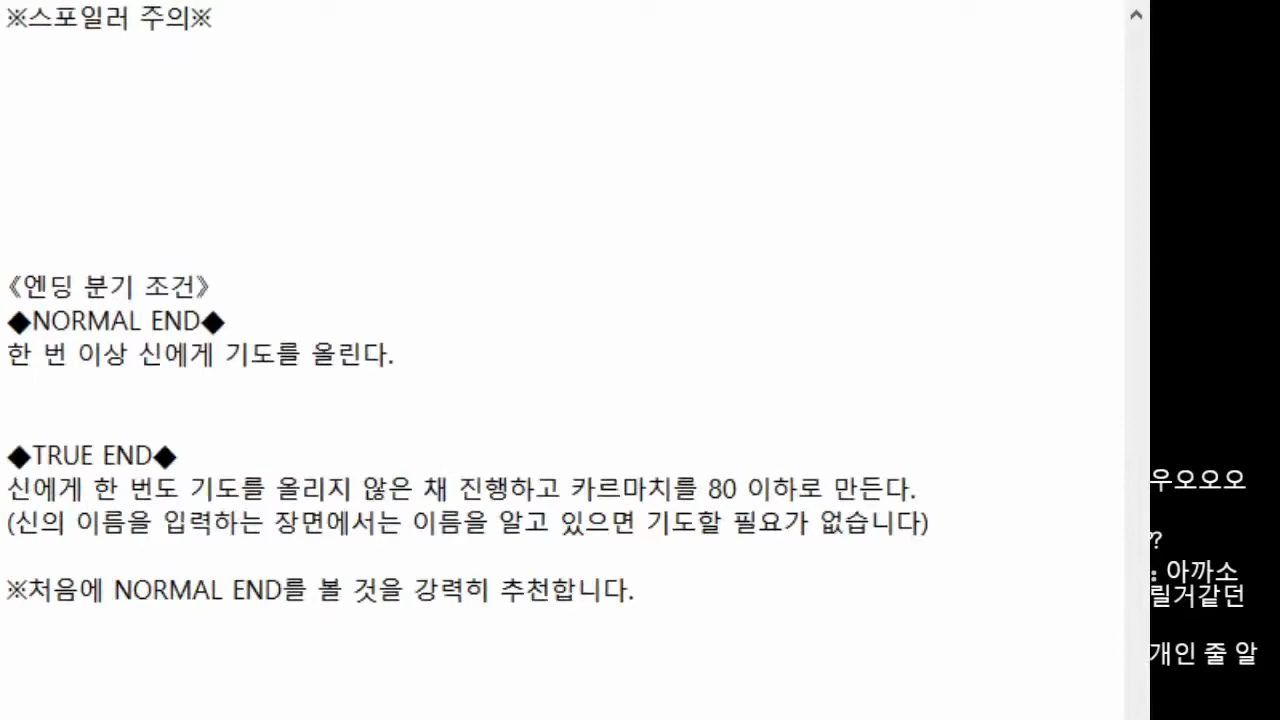 ※스포일러 주의※
《엔딩 분기 조건》
◆NORMAL END◆
한 번 이상 신에게 기도를 올린다.
◆TRUE END◆
신에게 한 번도 기도를 올리지 않은 채 진행하고 카르마치를 80 이하로 만든다.
(신의 이름을 입력하는 장면에서는 이름을 알고 있으면 기도할 필요가 없습니다)
※처음에 NORMAL END를 볼 것을 강력히 추천합니다.
우오오오
?
: 아까소
릴거같던
개인 줄 알